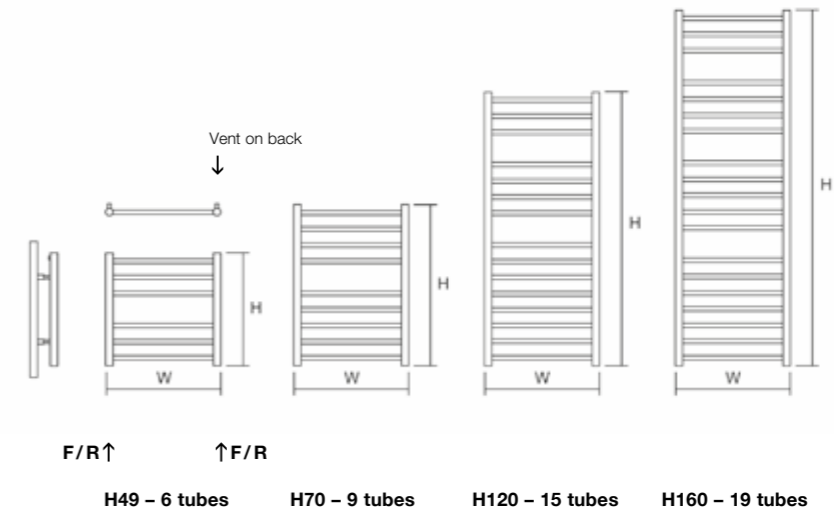 Vent on back
↓
H
H
H
H
W
W
W
W
F/R↑ ↑F/R
H49 – 6 tubes H70 – 9 tubes H120 – 15 tubes H160 – 19 tubes